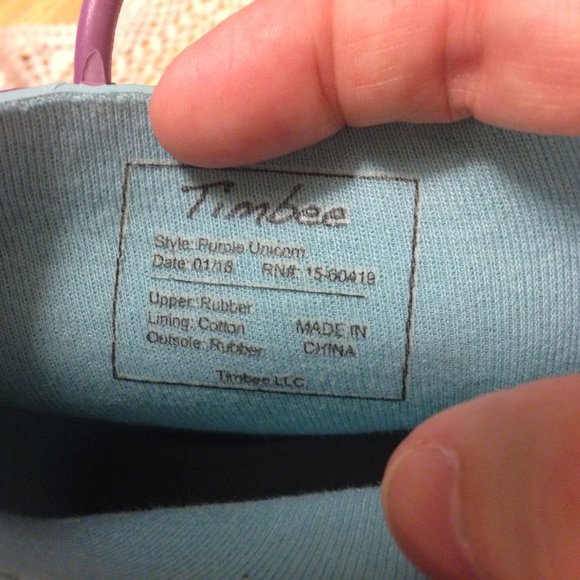 Timbee
Style: Purple Unicorn
Date: 01/18 RN#: 15-60419
Upper: Rubber
Lining: Cotton MADE IN
Outsole: Rubber CHINA
Timbee LLC